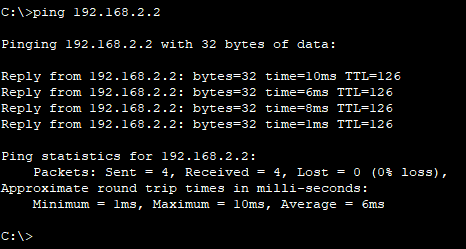 C:\>ping 192.168.2.2
Pinging 192.168.2.2 with 32 bytes of data:
Reply from 192.168.2.2: bytes=32 time=10ms TTL=126
Reply from 192.168.2.2: bytes=32 time=6ms TTL=126
Reply from 192.168.2.2: bytes=32 time=8ms TTL=126
Reply from 192.168.2.2: bytes=32 time=1ms TTL=126
Ping statistics for 192.168.2.2:
    Packets: Sent = 4, Received = 4, Lost = 0 (0% loss),
Approximate round trip times in milli-seconds:
    Minimum = 1ms, Maximum = 10ms, Average = 6ms
C:\>